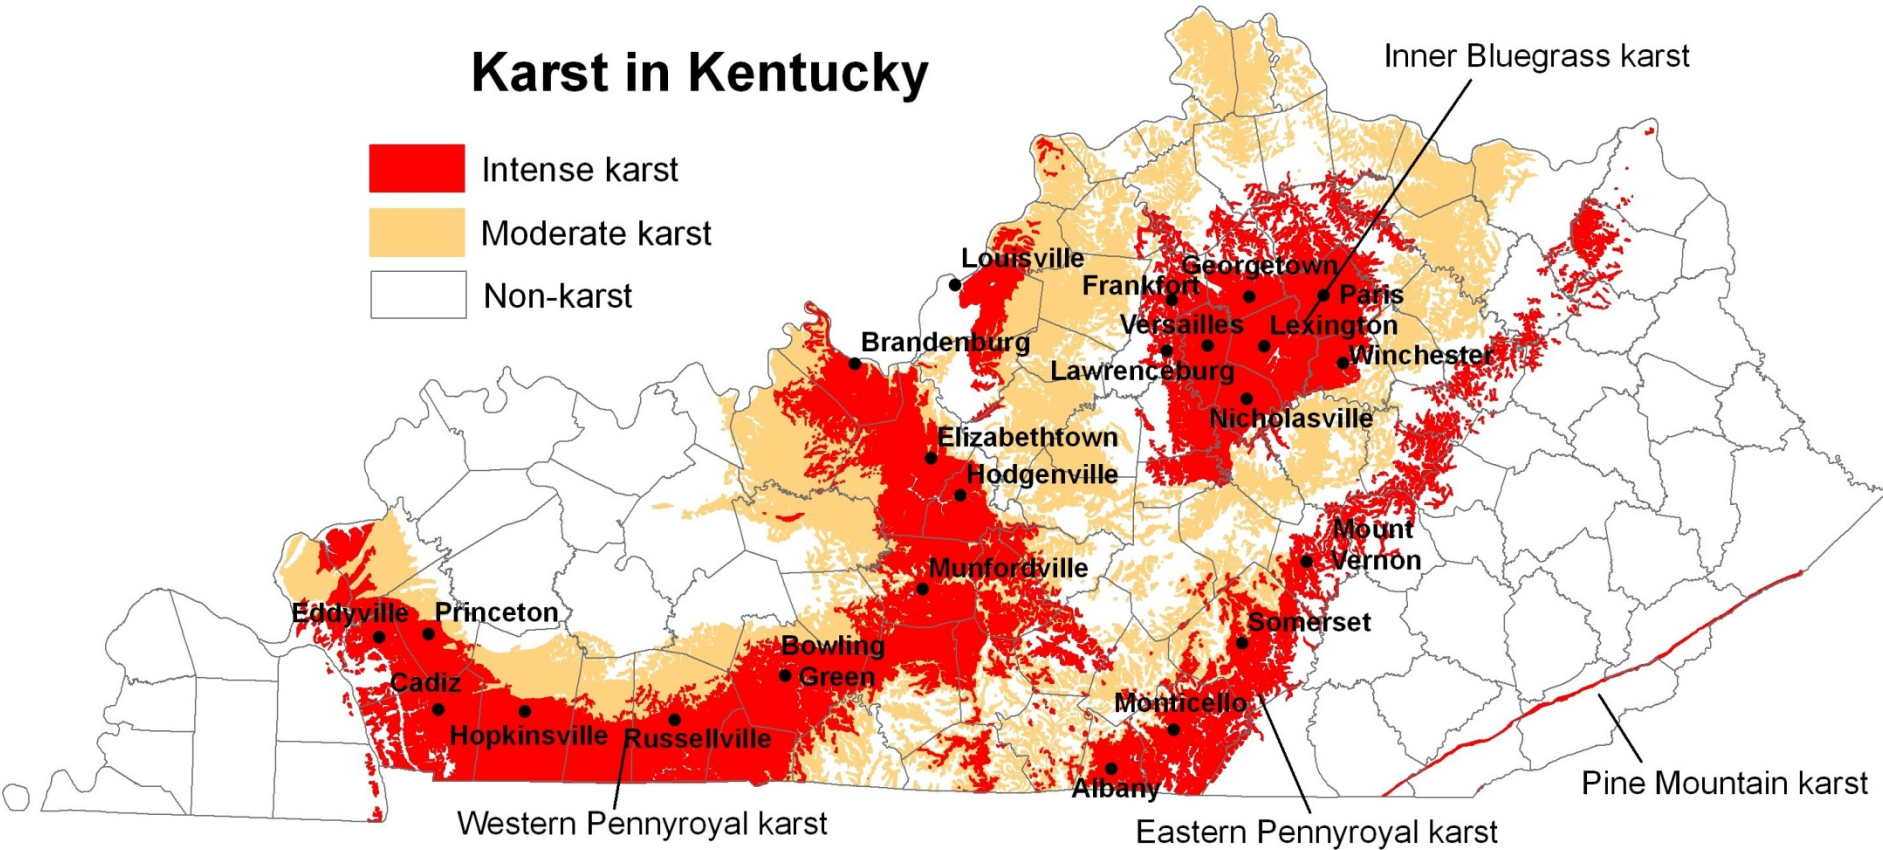 Karst in Kentucky
Inner Bluegrass karst
Intense karst
Moderate karst
Non-karst
Louisville
Georgetown
Frankfort
Paris
Versailles
Lexington
Brandenburg
Winchester
Lawrenceburg
Nicholasville
Elizabethtown
Hodgenville
Mount
Vernon
Munfordville
Eddyville
Princeton
Somerset
Bowling
Green
Cadiz
Monticello
Hopkinsville
Russellville
Albany
Pine Mountain karst
Western Pennyroyal karst
Eastern Pennyroyal karst